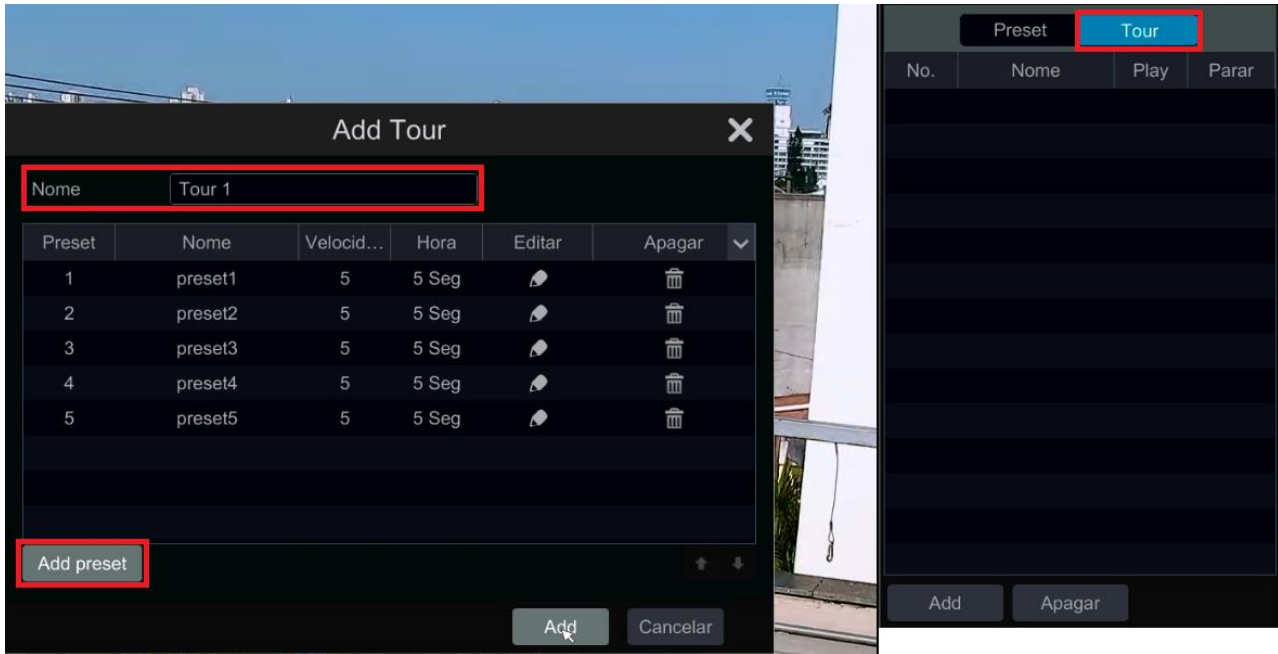 Add Tour
Nome Tour 1
Preset Nome Velocid... Hora Editar Apagar
1 preset1 5 5 Seg
2 preset2 5 5 Seg
3 preset3 5 5 Seg
4 preset4 5 5 Seg
5 preset5 5 5 Seg
Add preset
Add Cancelar
Preset Tour
No. Nome Play Parar
Add Apagar